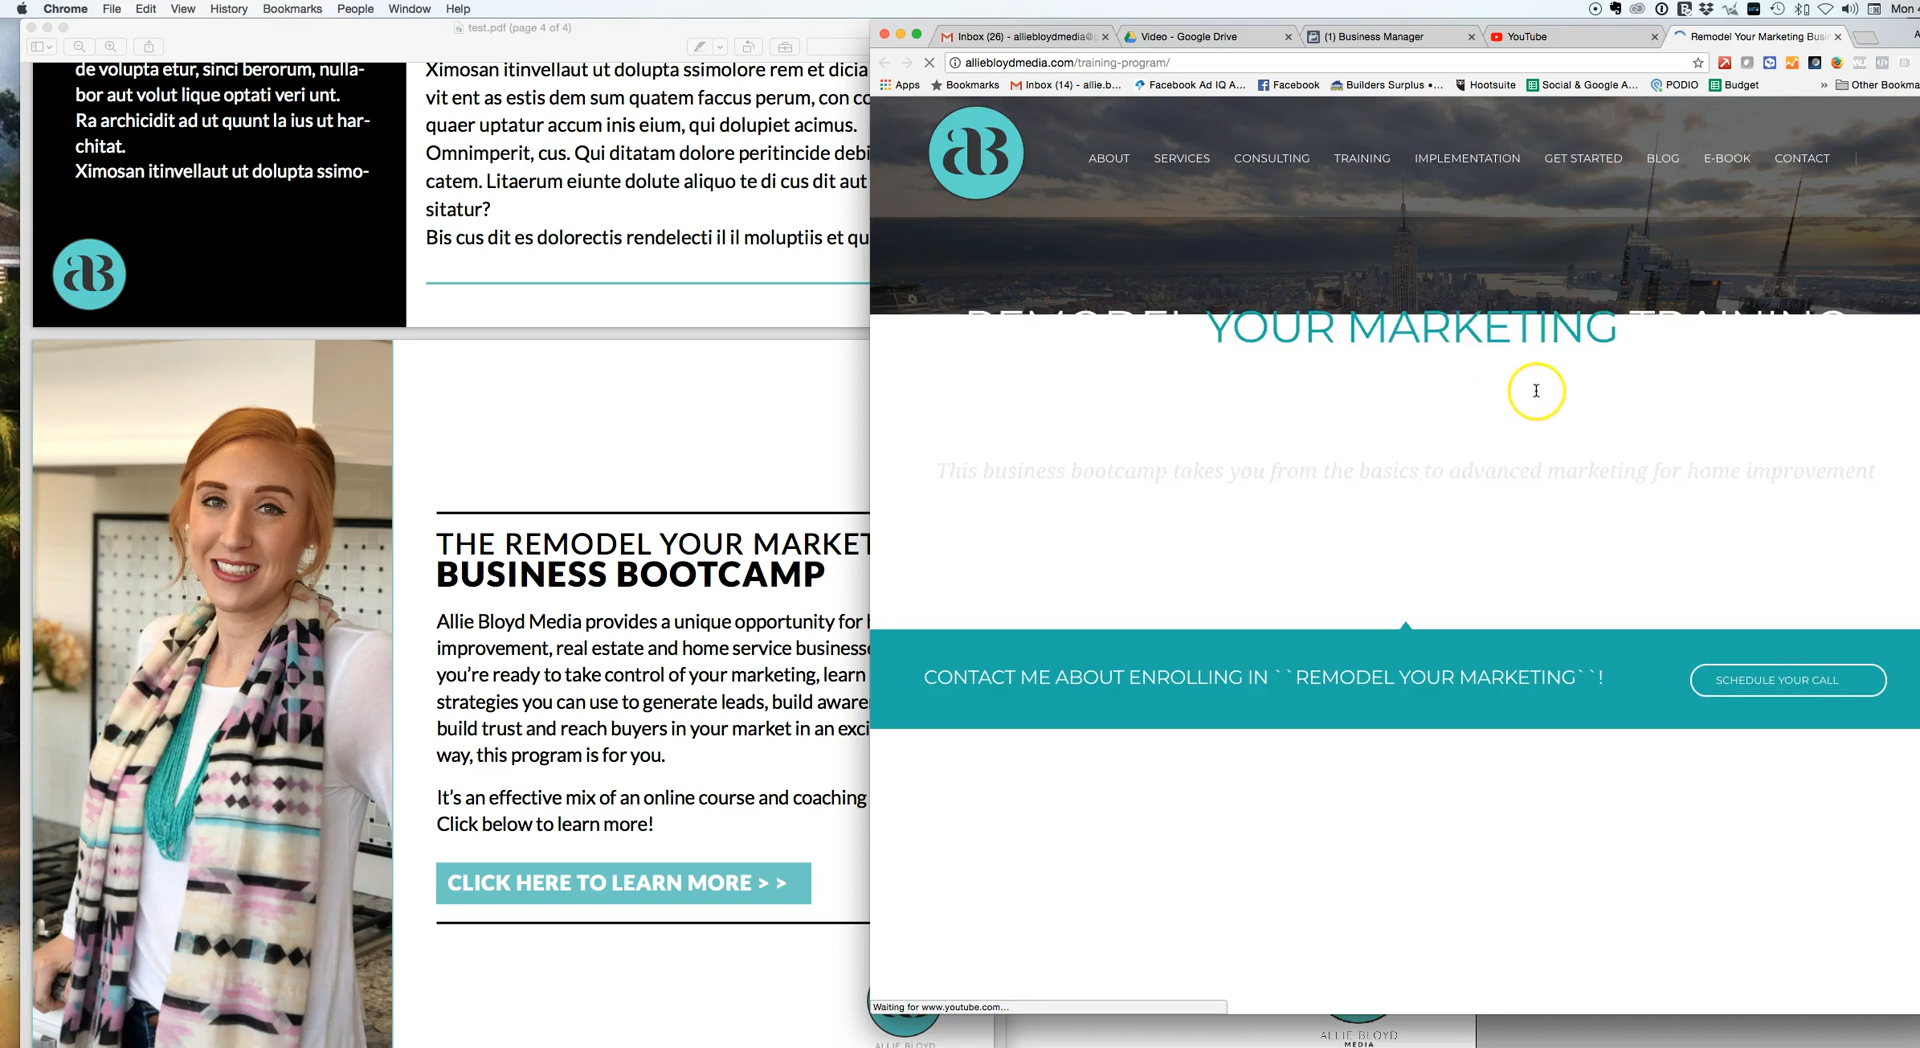 Chrome File Edit View History Bookmarks People Window Help
Mon
test.pdf (page 4 of 4)
de volupta etur, sinci berorum, nulla-
bor aut volut lique optati veri unt.
Ra archicidit ad ut qunt la ius ut har-
chitat.
Ximosan itinvellaut ut dolupta ssimo-
aB
Ximosan itinvellaut ut dolupta ssimolore rem et dicia
vit ent as estis dem sum quatem faccus perum, con co
quaer uptatur accum inis eium, qui dolupiet acimus.
Omnimperit, cus. Qui ditatam dolore peritincide debi
catem. Litaerum eiunte dolute aliquo te di cus dit aut
sitatur?
Bis cus dit es dolorectis rendelecti il il moluptiis et qu
THE REMODEL YOUR MARKET
BUSINESS BOOTCAMP
Allie Bloyd Media provides a unique opportunity for
improvement, real estate and home service businesse
you're ready to take control of your marketing, learn
strategies you can use to generate leads, build aware
build trust and reach buyers in your market in an exci
way, this program is for you.
It's an effective mix of an online course and coaching
Click below to learn more!
CLICK HERE TO LEARN MORE > >
Inbox (26) - alliebloydmedia@g Video - Google Drive (1) Business Manager YouTube Remodel Your Marketing Busi
alliebloydmedia.com/training-program/
Apps Bookmarks Inbox (14) - allie.b... Facebook Ad IQ A... Facebook Builders Surplus •... Hootsuite Social & Google A... PODIO Budget » Other Bookma
aB
ABOUT SERVICES CONSULTING TRAINING IMPLEMENTATION GET STARTED BLOG E-BOOK CONTACT
REMODEL YOUR MARKETING TRAINING
This business bootcamp takes you from the basics to advanced marketing for home improvement
CONTACT ME ABOUT ENROLLING IN ``REMODEL YOUR MARKETING``!
SCHEDULE YOUR CALL
Waiting for www.youtube.com...
ALLIE BLOYD
ALLIE BLOYD
MEDIA